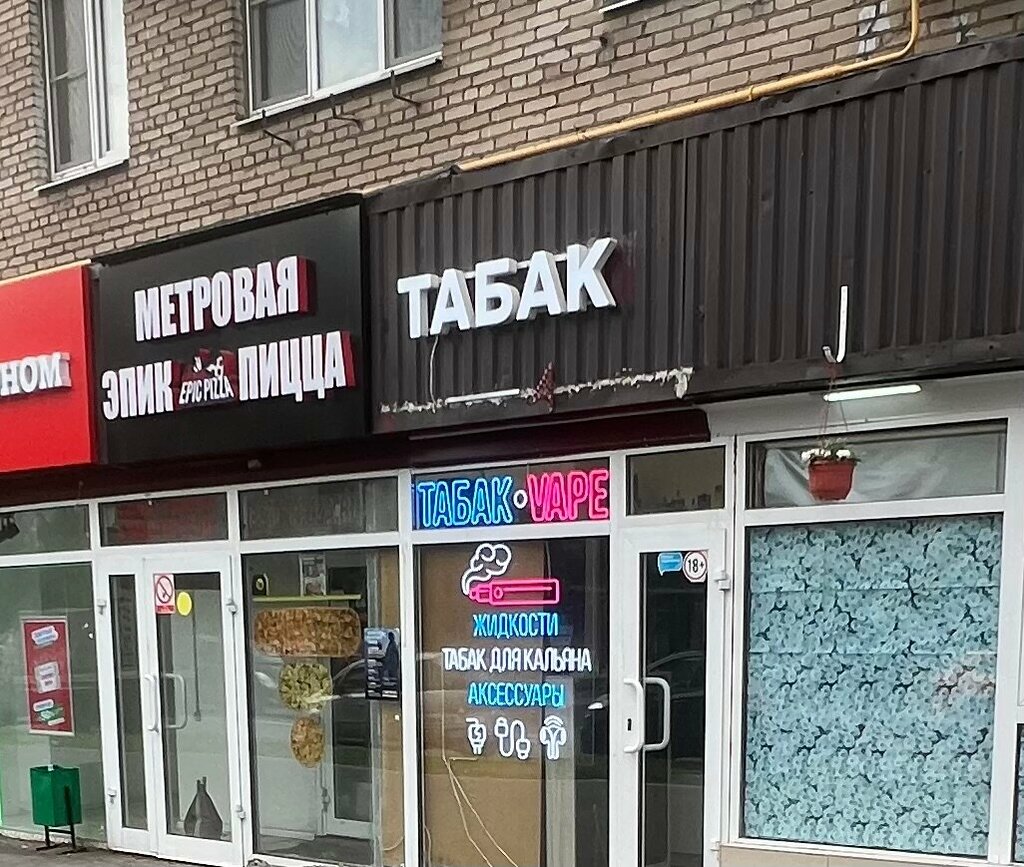 НОМ
МЕТРОВАЯ
ЭПИК EPIC PIZZA ПИЦЦА
ТАБАК
ТАБАК VAPE
18+
ЖИДКОСТИ
ТАБАК ДЛЯ КАЛЬЯНА
АКСЕССУАРЫ